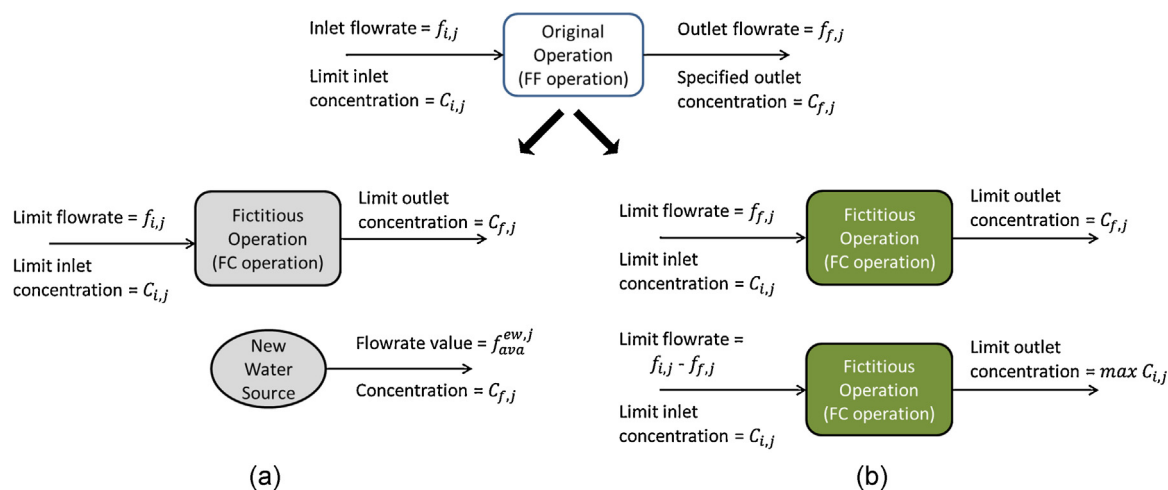 Inlet flowrate = f_{i,j}
Limit inlet
concentration = C_{i,j}
Original
Operation
(FF operation)
Outlet flowrate = f_{f,j}
Specified outlet
concentration = C_{f,j}
Limit flowrate = f_{i,j}
Limit inlet
concentration = C_{i,j}
Fictitious
Operation
(FC operation)
Limit outlet
concentration = C_{f,j}
New
Water
Source
Flowrate value = f_{ava}^{ew,j}
Concentration = C_{f,j}
(a)
Limit flowrate = f_{f,j}
Limit inlet
concentration = C_{i,j}
Fictitious
Operation
(FC operation)
Limit outlet
concentration = C_{f,j}
Limit flowrate =
f_{i,j} - f_{f,j}
Limit inlet
concentration = C_{i,j}
Fictitious
Operation
(FC operation)
Limit outlet
concentration = max C_{i,j}
(b)